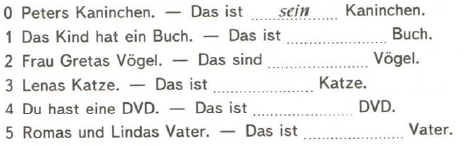 0 Peters Kaninchen. — Das ist ....sein.... Kaninchen.
1 Das Kind hat ein Buch. — Das ist .................... Buch.
2 Frau Gretas Vögel. — Das sind .................... Vögel.
3 Lenas Katze. — Das ist .................... Katze.
4 Du hast eine DVD. — Das ist .................... DVD.
5 Romas und Lindas Vater. — Das ist .................... Vater.